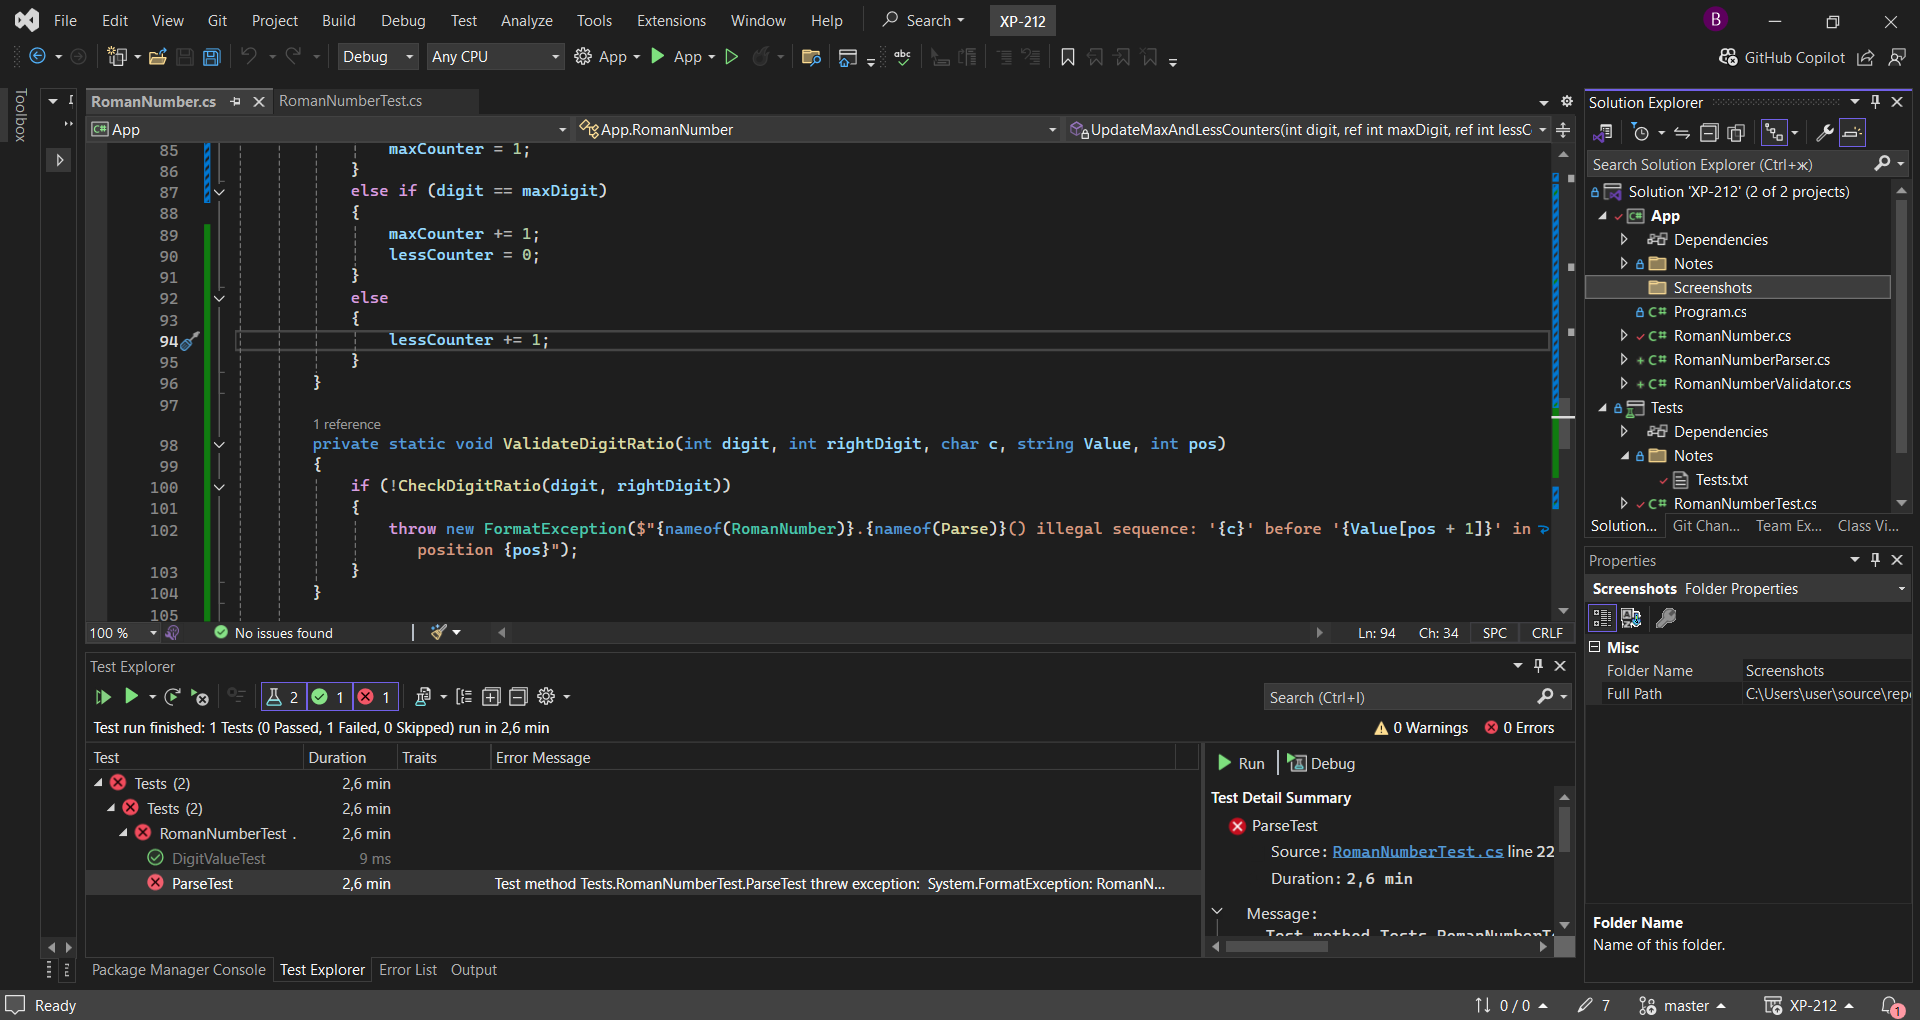 File Edit View Git Project Build Debug Test Analyze Tools Extensions Window Help Search XP-212 B
Debug Any CPU App App abc GitHub Copilot
Toolbox
RomanNumber.cs RomanNumberTest.cs
App App.RomanNumber UpdateMaxAndLessCounters(int digit, ref int maxDigit, ref int lessC
85 maxCounter = 1;
86 }
87 else if (digit == maxDigit)
88 {
89 maxCounter += 1;
90 lessCounter = 0;
91 }
92 else
93 {
94 lessCounter += 1;
95 }
96 }
97
1 reference
98 private static void ValidateDigitRatio(int digit, int rightDigit, char c, string Value, int pos)
99 {
100 if (!CheckDigitRatio(digit, rightDigit))
101 {
102 throw new FormatException($"{nameof(RomanNumber)}.{nameof(Parse)}() illegal sequence: '{c}' before '{Value[pos + 1]}' in
position {pos}");
103 }
104 }
105
100 % No issues found Ln: 94 Ch: 34 SPC CRLF
Test Explorer
2 1 1 Search (Ctrl+I)
Test run finished: 1 Tests (0 Passed, 1 Failed, 0 Skipped) run in 2,6 min 0 Warnings 0 Errors
Test Duration Traits Error Message
Tests (2) 2,6 min
Tests (2) 2,6 min
RomanNumberTest . 2,6 min
DigitValueTest 9 ms
ParseTest 2,6 min Test method Tests.RomanNumberTest.ParseTest threw exception: System.FormatException: RomanN...
Run Debug
Test Detail Summary
ParseTest
Source: RomanNumberTest.cs line 22
Duration: 2,6 min
Message:
Test method Tests.RomanNumberT
Package Manager Console Test Explorer Error List Output
Solution Explorer
Search Solution Explorer (Ctrl+ж)
Solution 'XP-212' (2 of 2 projects)
App
Dependencies
Notes
Screenshots
Program.cs
RomanNumber.cs
RomanNumberParser.cs
RomanNumberValidator.cs
Tests
Dependencies
Notes
Tests.txt
RomanNumberTest.cs
Solution... Git Chan... Team Ex... Class Vi...
Properties
Screenshots Folder Properties
Misc
Folder Name Screenshots
Full Path C:\Users\user\source\repo
Folder Name
Name of this folder.
Ready 0 / 0 7 master XP-212 1